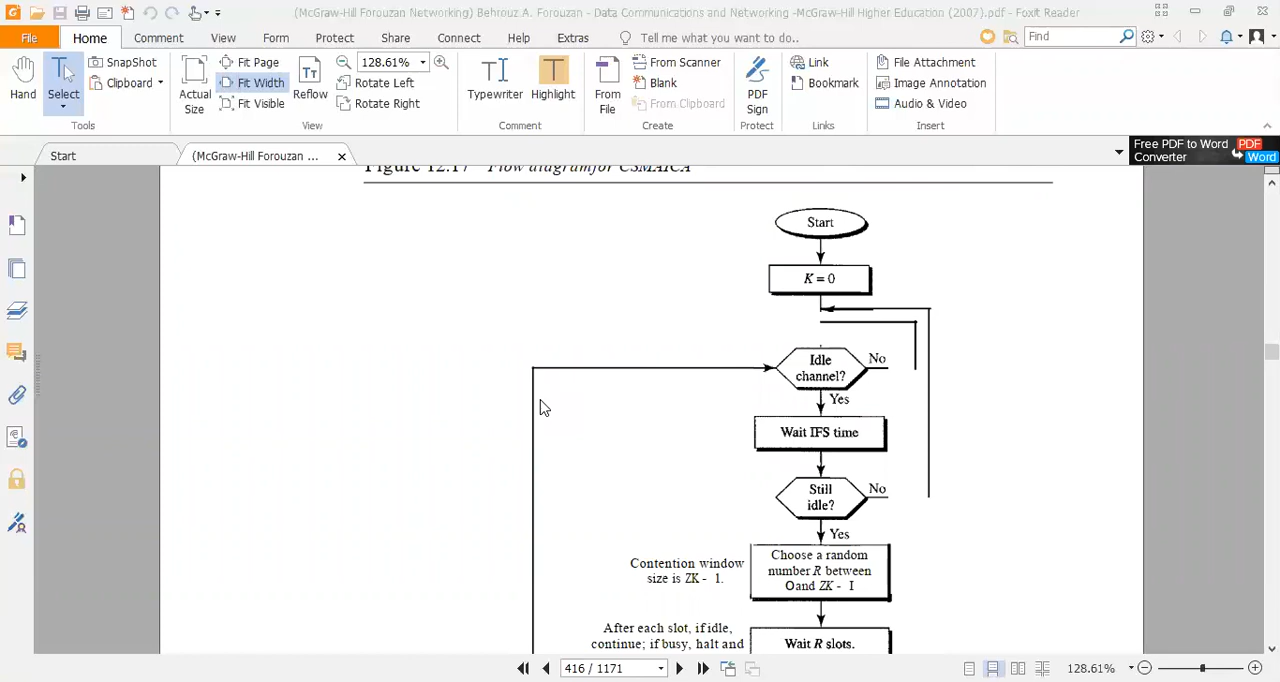 (McGraw-Hill Forouzan Networking) Behrouz A. Forouzan - Data Communications and Networking -McGraw-Hill Higher Education (2007).pdf - Foxit Reader
File Home Comment View Form Protect Share Connect Help Extras Tell me what you want to do... Find
Hand
Select
SnapShot
Clipboard
Tools
Actual
Size
Fit Page
Fit Width
Fit Visible
Reflow
128.61%
Rotate Left
Rotate Right
View
Typewriter
Highlight
Comment
From
File
From Scanner
Blank
From Clipboard
Create
PDF
Sign
Protect
Link
Bookmark
Links
File Attachment
Image Annotation
Audio & Video
Insert
Start
(McGraw-Hill Forouzan ...
Free PDF to Word
Converter
PDF
Word
Figure 12.17 Flow diagramfor CSMAICA
Start
K = 0
Idle
channel?
No
Yes
Wait IFS time
Still
idle?
No
Yes
Contention window
size is ZK - 1.
Choose a random
number R between
Oand ZK - I
After each slot, if idle,
continue; if busy, halt and
Wait R slots.
416 / 1171
128.61%